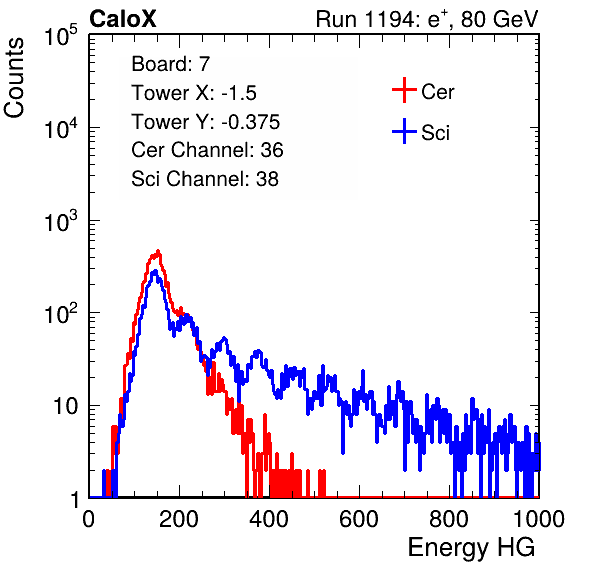 CaloX Run 1194: e⁺, 80 GeV
Counts
Board: 7
Tower X: -1.5
Tower Y: -0.375
Cer Channel: 36
Sci Channel: 38
Cer
Sci
10⁵
10⁴
10³
10²
10
1
0 200 400 600 800 1000
Energy HG